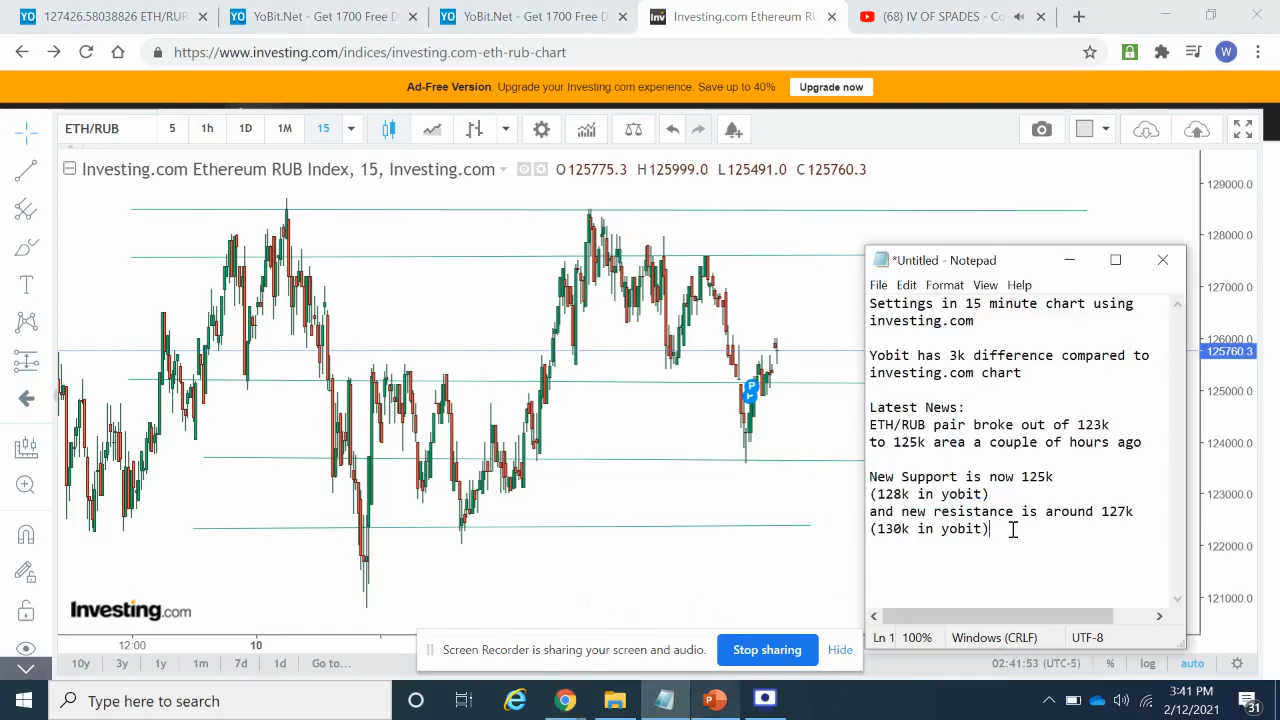 127426.58038826 ETH/RUB
YoBit.Net - Get 1700 Free D
YoBit.Net - Get 1700 Free D
Investing.com Ethereum RU
(68) IV OF SPADES - Co
https://www.investing.com/indices/investing.com-eth-rub-chart
W
Ad-Free Version. Upgrade your Investing.com experience. Save up to 40%
Upgrade now
ETH/RUB
5
1h
1D
1M
15
Investing.com Ethereum RUB Index, 15, Investing.com
O125775.3 H125999.0 L125491.0 C125760.3
129000.0
128000.0
127000.0
126000.0
125760.3
125000.0
124000.0
123000.0
122000.0
121000.0
P
Investing.com
12:00
10
10y 3y 1y 1m 7d 1d Go to...
02:41:53 (UTC-5) % log auto
*Untitled - Notepad
File Edit Format View Help
Settings in 15 minute chart using
investing.com
Yobit has 3k difference compared to
investing.com chart
Latest News:
ETH/RUB pair broke out of 123k
to 125k area a couple of hours ago
New Support is now 125k
(128k in yobit)
and new resistance is around 127k
(130k in yobit)
Ln 1 100% Windows (CRLF) UTF-8
Screen Recorder is sharing your screen and audio.
Stop sharing
Hide
Type here to search
3:41 PM
2/12/2021
31